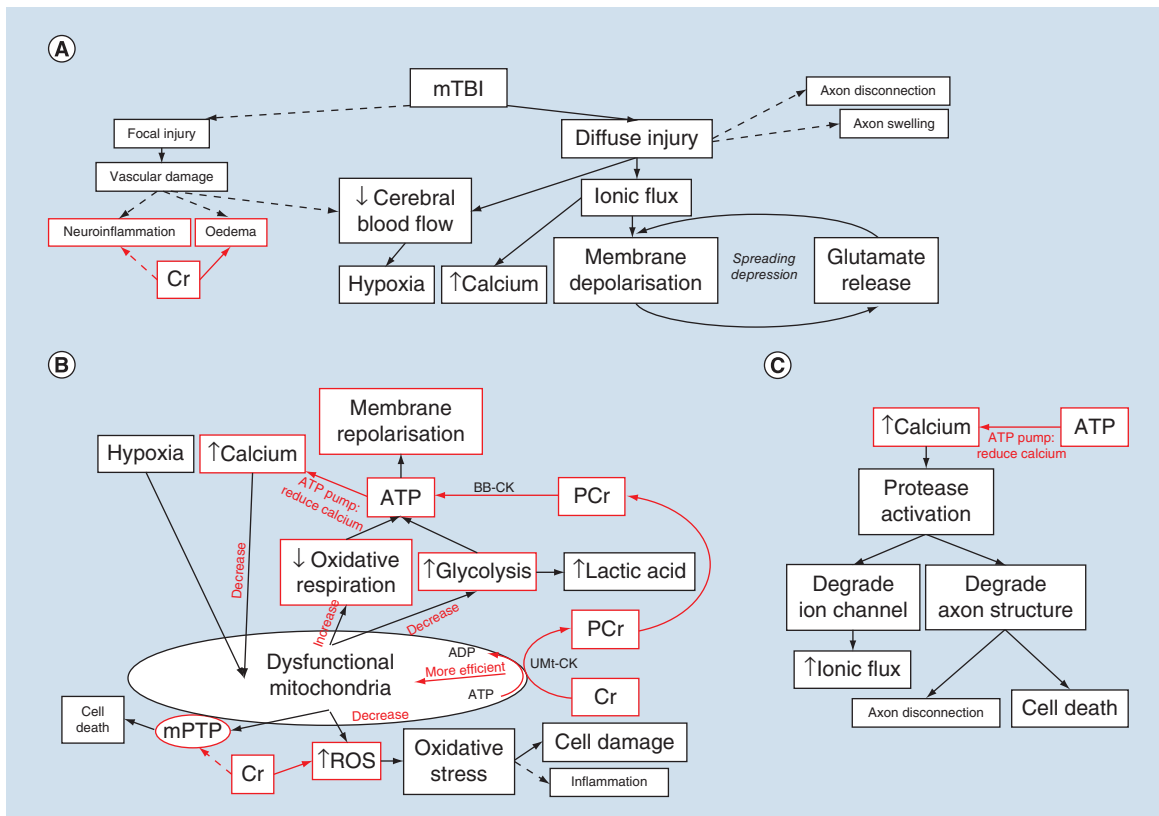 A
mTBI
Axon disconnection
Axon swelling
Focal injury
Diffuse injury
Vascular damage
↓ Cerebral
blood flow
Ionic flux
Neuroinflammation
Oedema
Cr
Hypoxia
↑Calcium
Membrane
depolarisation
Spreading
depression
Glutamate
release
B
Membrane
repolarisation
Hypoxia
↑Calcium
ATP pump:
reduce calcium
ATP
BB-CK
PCr
Decrease
↓ Oxidative
respiration
↑Glycolysis
↑Lactic acid
Increase
Decrease
PCr
Dysfunctional
mitochondria
ADP
More efficient
ATP
UMt-CK
Cr
Decrease
Cell
death
mPTP
Cr
↑ROS
Oxidative
stress
Cell damage
Inflammation
C
↑Calcium
ATP pump:
reduce calcium
ATP
Protease
activation
Degrade
ion channel
Degrade
axon structure
↑Ionic flux
Axon disconnection
Cell death